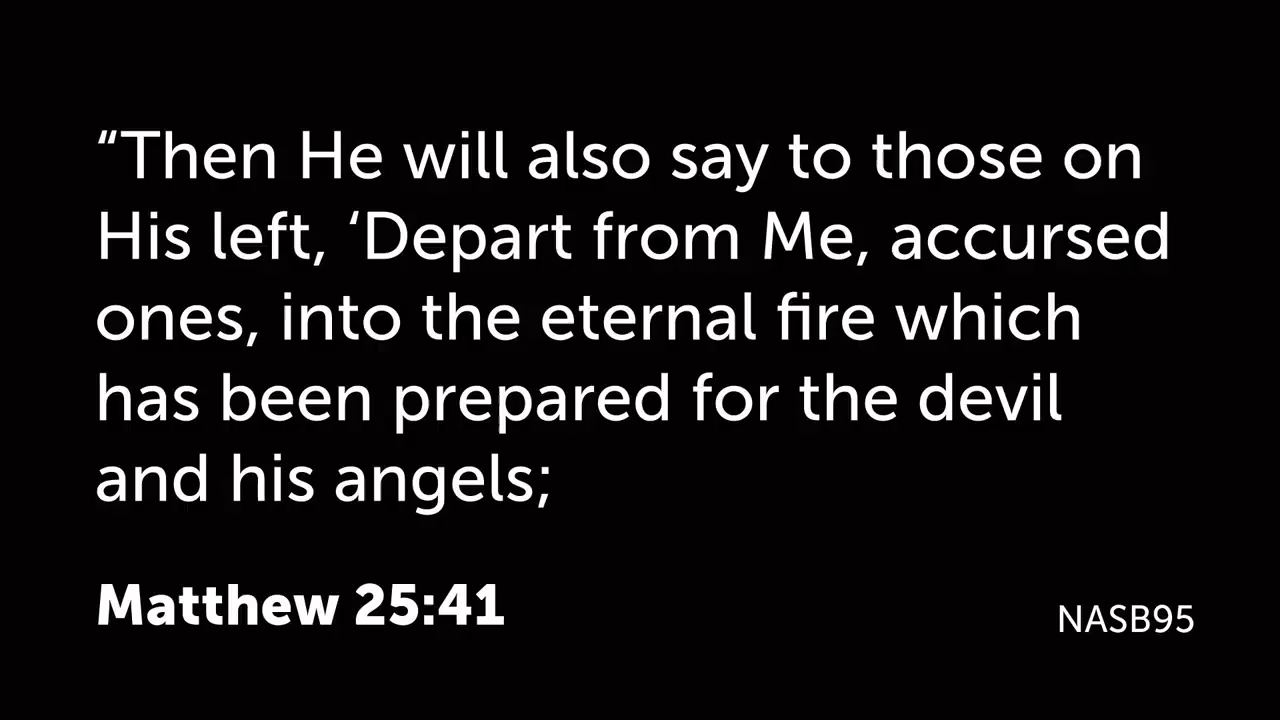 “Then He will also say to those on
His left, ‘Depart from Me, accursed
ones, into the eternal fire which
has been prepared for the devil
and his angels;
Matthew 25:41
NASB95